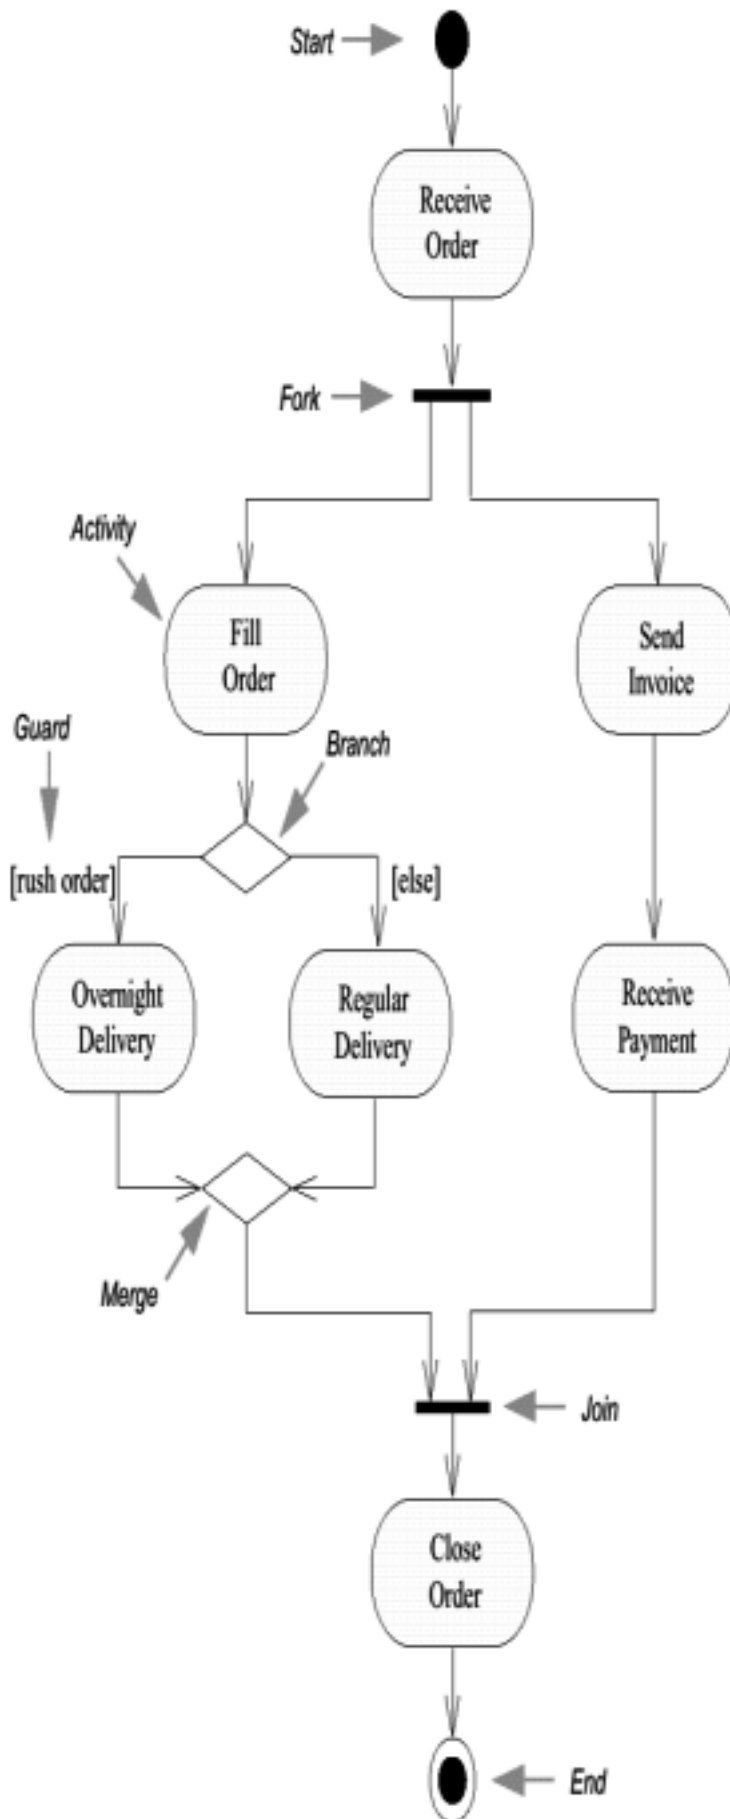 Start
Receive
Order
Fork
Activity
Fill
Order
Send
Invoice
Guard
Branch
[rush order]
[else]
Overnight
Delivery
Regular
Delivery
Receive
Payment
Merge
Join
Close
Order
End